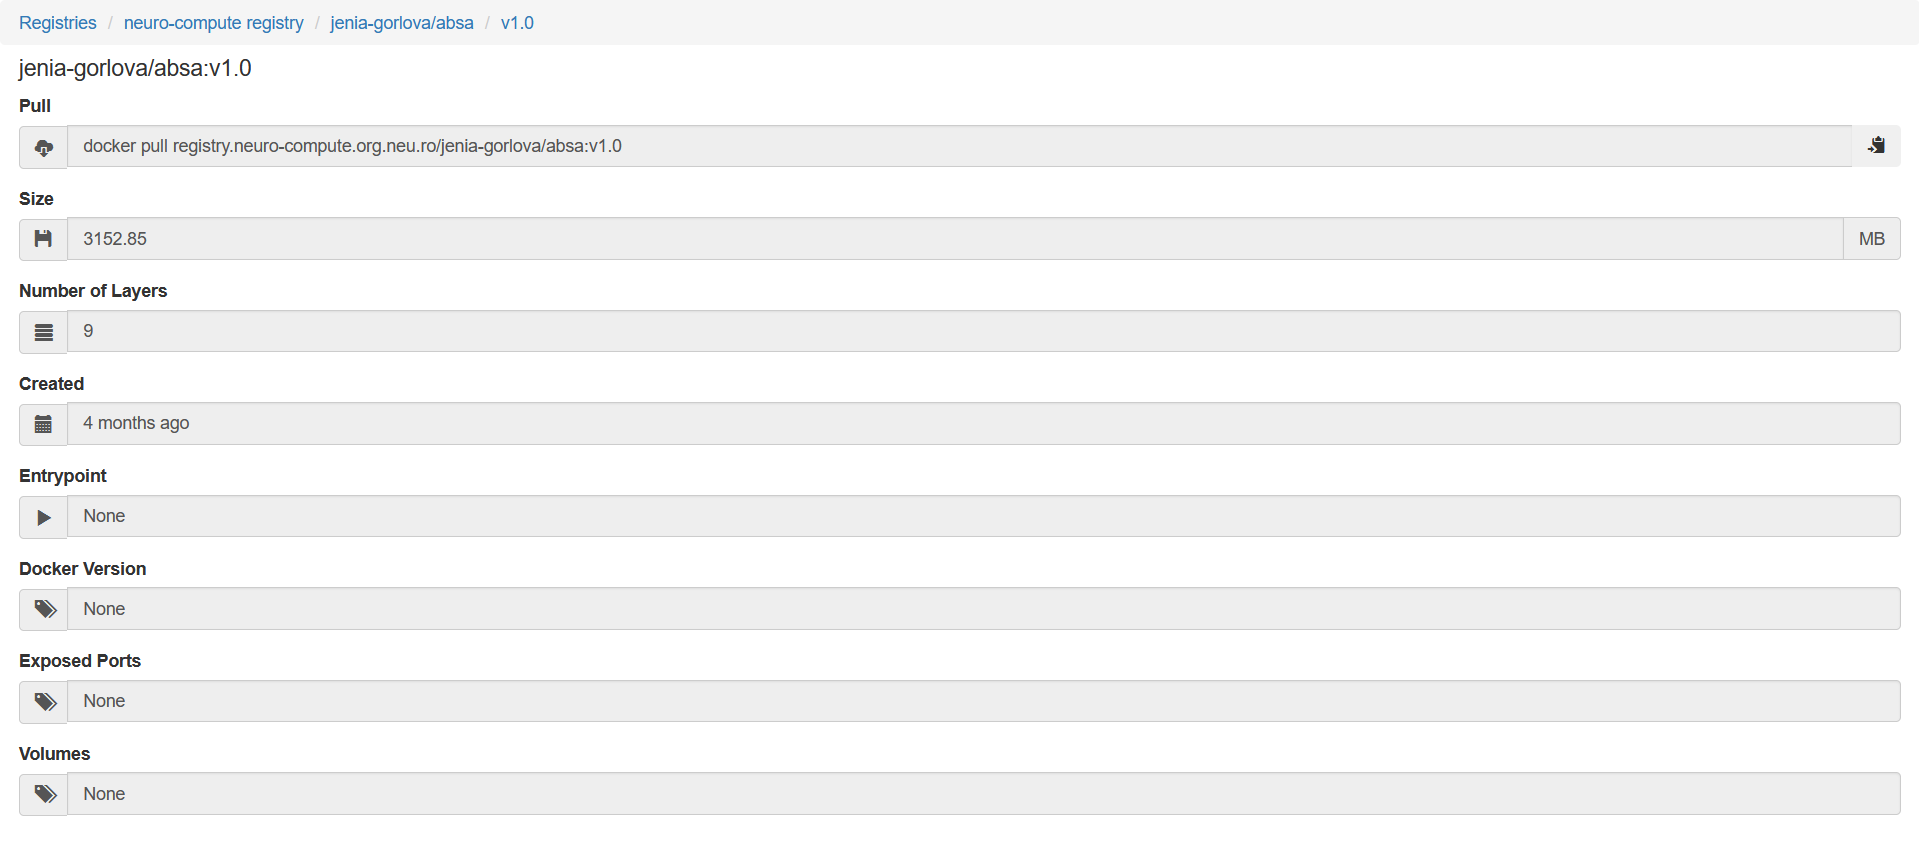 Registries / neuro-compute registry / jenia-gorlova/absa / v1.0
jenia-gorlova/absa:v1.0
Pull
docker pull registry.neuro-compute.org.neu.ro/jenia-gorlova/absa:v1.0
Size
3152.85 MB
Number of Layers
9
Created
4 months ago
Entrypoint
None
Docker Version
None
Exposed Ports
None
Volumes
None